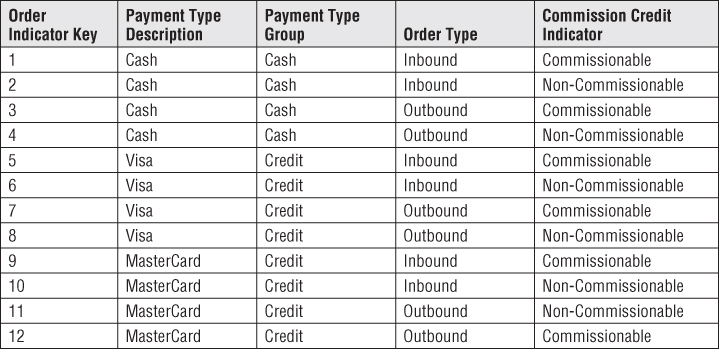 Order Indicator Key Payment Type Description Payment Type Group Order Type Commission Credit Indicator
1 Cash Cash Inbound Commissionable
2 Cash Cash Inbound Non-Commissionable
3 Cash Cash Outbound Commissionable
4 Cash Cash Outbound Non-Commissionable
5 Visa Credit Inbound Commissionable
6 Visa Credit Inbound Non-Commissionable
7 Visa Credit Outbound Commissionable
8 Visa Credit Outbound Non-Commissionable
9 MasterCard Credit Inbound Commissionable
10 MasterCard Credit Inbound Non-Commissionable
11 MasterCard Credit Outbound Non-Commissionable
12 MasterCard Credit Outbound Commissionable